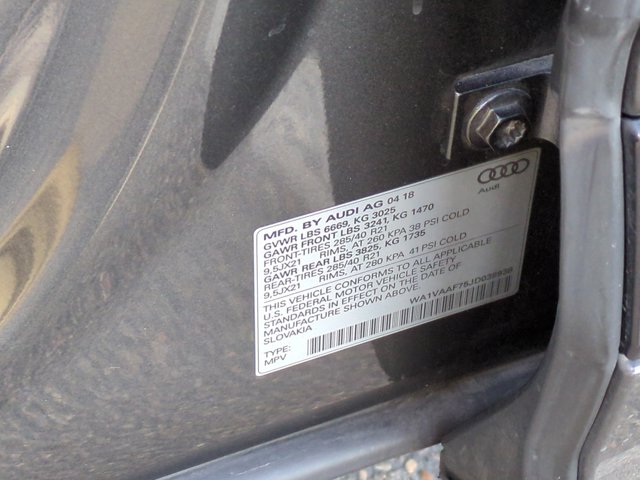 Audi
MFD. BY AUDI AG 04 18
GVWR LBS 6669, KG 3025
GAWR FRONT LBS 3241, KG 1470
FRONT-TIRES 285/40 R21
9,5JX21 RIMS, AT 260 KPA 38 PSI COLD
GAWR REAR LBS 3825, KG 1735
REAR-TIRES 285/40 R21
9,5JX21 RIMS, AT 280 KPA 41 PSI COLD
THIS VEHICLE CONFORMS TO ALL APPLICABLE
U.S. FEDERAL MOTOR VEHICLE SAFETY
STANDARDS IN EFFECT ON THE DATE OF
MANUFACTURE SHOWN ABOVE.
SLOVAKIA
TYPE:
MPV